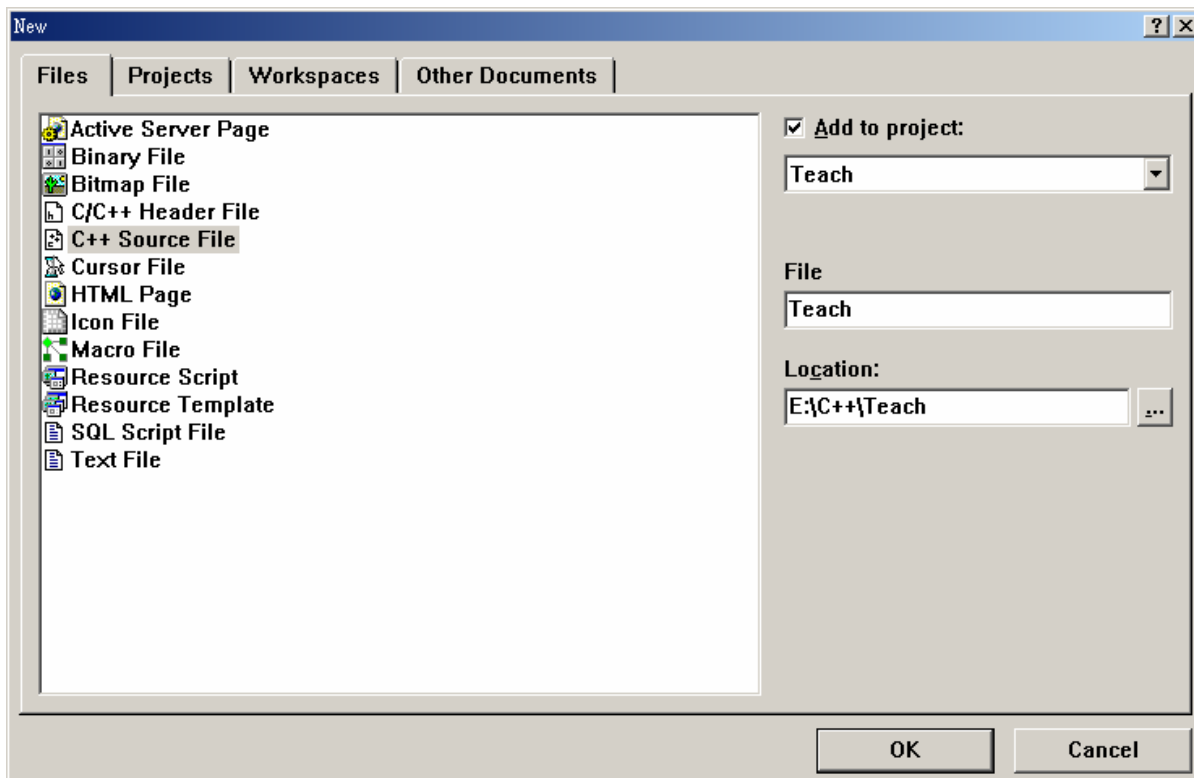 New
Files Projects Workspaces Other Documents
Active Server Page
Binary File
Bitmap File
C/C++ Header File
C++ Source File
Cursor File
HTML Page
Icon File
Macro File
Resource Script
Resource Template
SQL Script File
Text File
Add to project:
Teach
File
Teach
Location:
E:\C++\Teach
...
OK Cancel